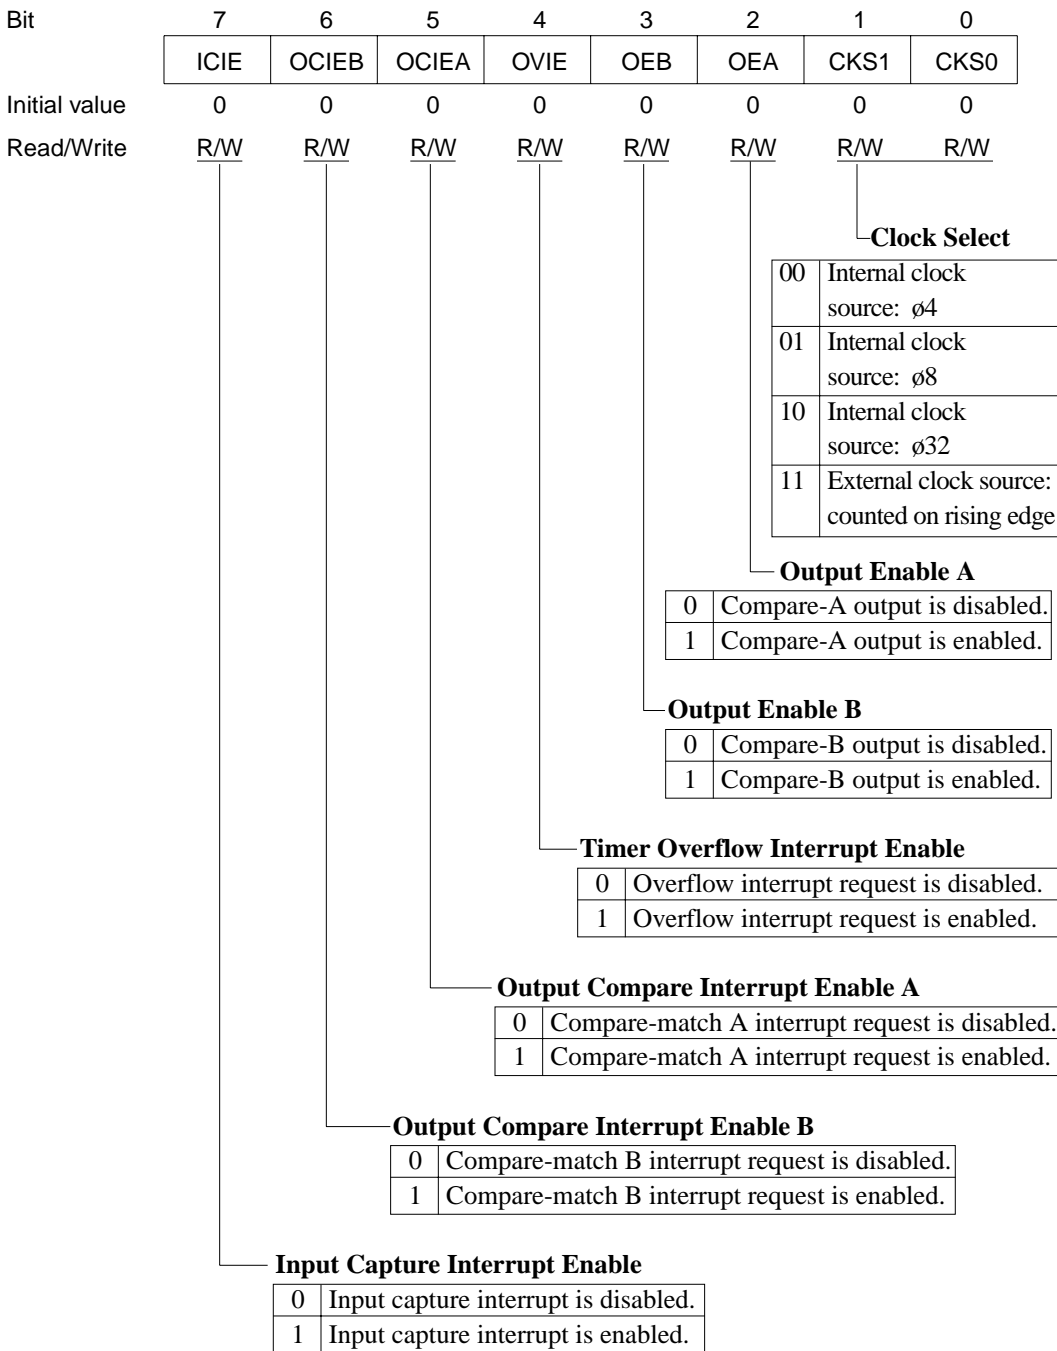 Bit 7 6 5 4 3 2 1 0
ICIE OCIEB OCIEA OVIE OEB OEA CKS1 CKS0
Initial value 0 0 0 0 0 0 0 0
Read/Write R/W R/W R/W R/W R/W R/W R/W R/W
Clock Select
00 Internal clock
source: ø4
01 Internal clock
source: ø8
10 Internal clock
source: ø32
11 External clock source:
counted on rising edge
Output Enable A
0 Compare-A output is disabled.
1 Compare-A output is enabled.
Output Enable B
0 Compare-B output is disabled.
1 Compare-B output is enabled.
Timer Overflow Interrupt Enable
0 Overflow interrupt request is disabled.
1 Overflow interrupt request is enabled.
Output Compare Interrupt Enable A
0 Compare-match A interrupt request is disabled.
1 Compare-match A interrupt request is enabled.
Output Compare Interrupt Enable B
0 Compare-match B interrupt request is disabled.
1 Compare-match B interrupt request is enabled.
Input Capture Interrupt Enable
0 Input capture interrupt is disabled.
1 Input capture interrupt is enabled.